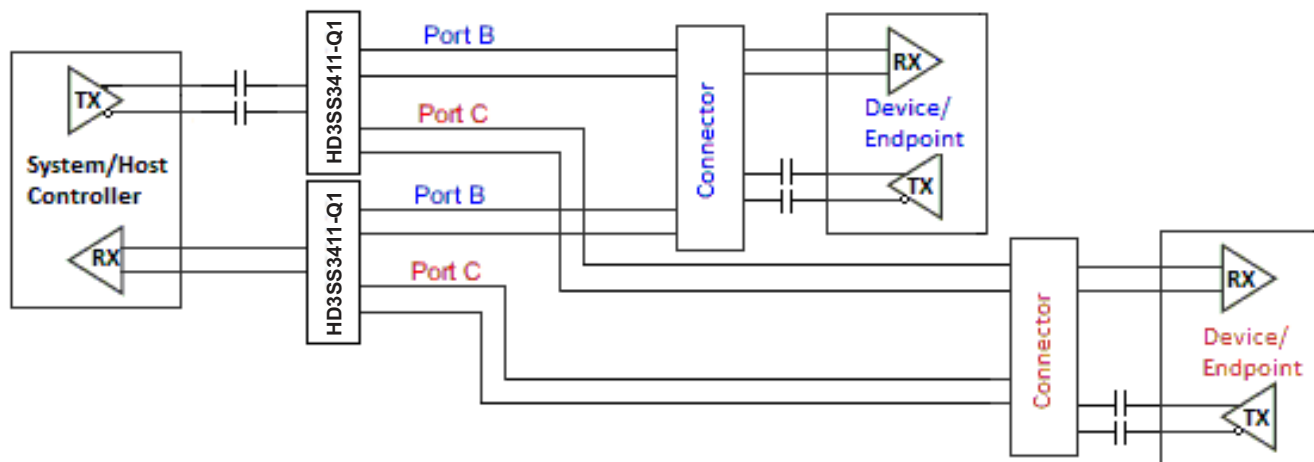 TX
System/Host
Controller
RX
HD3SS3411-Q1
HD3SS3411-Q1
Port B
Port C
Port B
Port C
Connector
RX
Device/
Endpoint
TX
Connector
RX
Device/
Endpoint
TX